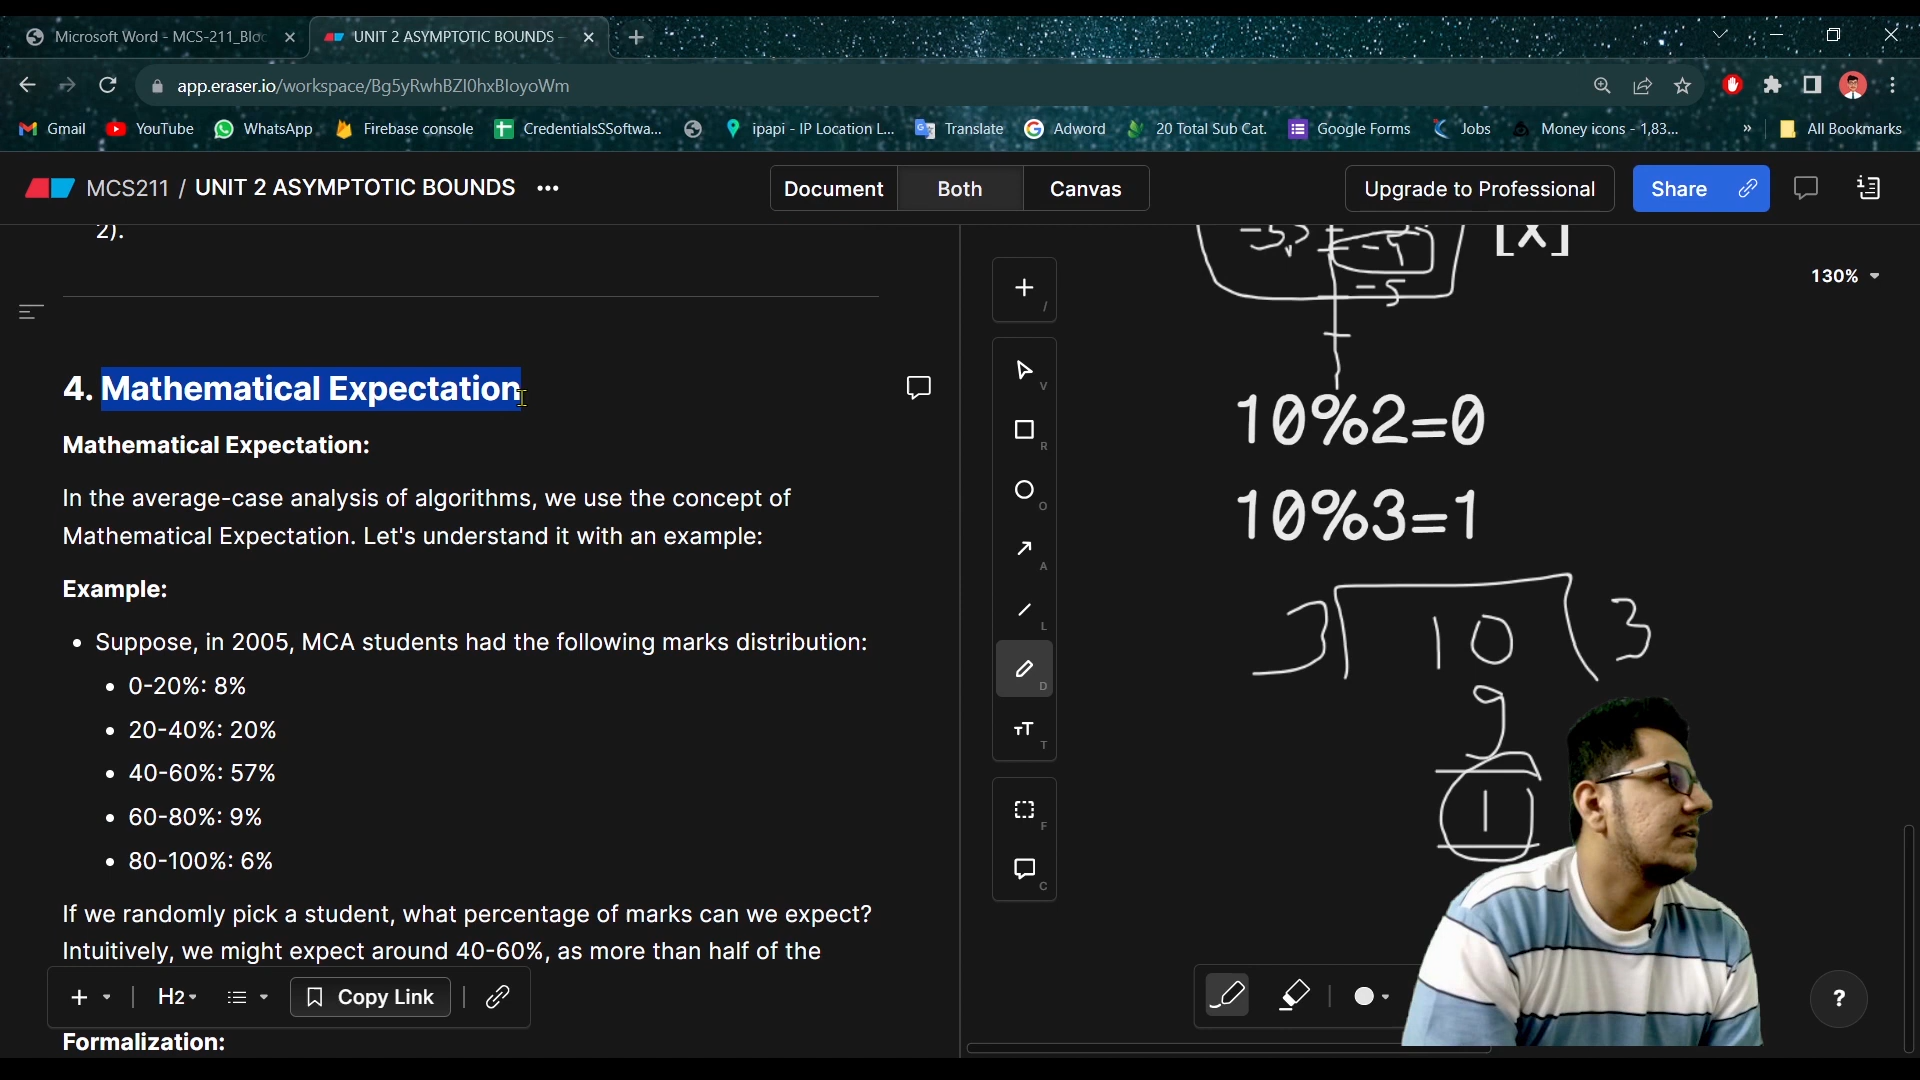 Microsoft Word - MCS-211_Bloc
UNIT 2 ASYMPTOTIC BOUNDS -
app.eraser.io/workspace/Bg5yRwhBZI0hxBIoyoWm
Gmail
YouTube
WhatsApp
Firebase console
CredentialsSSoftwa...
ipapi - IP Location L...
Translate
Adword
20 Total Sub Cat.
Google Forms
Jobs
Money icons - 1,83...
»
All Bookmarks
MCS211 / UNIT 2 ASYMPTOTIC BOUNDS •••
Document
Both
Canvas
Upgrade to Professional
Share
2).
4. Mathematical Expectation
Mathematical Expectation:
In the average-case analysis of algorithms, we use the concept of
Mathematical Expectation. Let's understand it with an example:
Example:
• Suppose, in 2005, MCA students had the following marks distribution:
• 0-20%: 8%
• 20-40%: 20%
• 40-60%: 57%
• 60-80%: 9%
• 80-100%: 6%
If we randomly pick a student, what percentage of marks can we expect?
Intuitively, we might expect around 40-60%, as more than half of the
H2
Copy Link
Formalization:
+ /
V
R
O
A
L
D
TT T
F
C
[X]
-5
130%
10%2=0
10%3=1
3
10
3
9
1
?